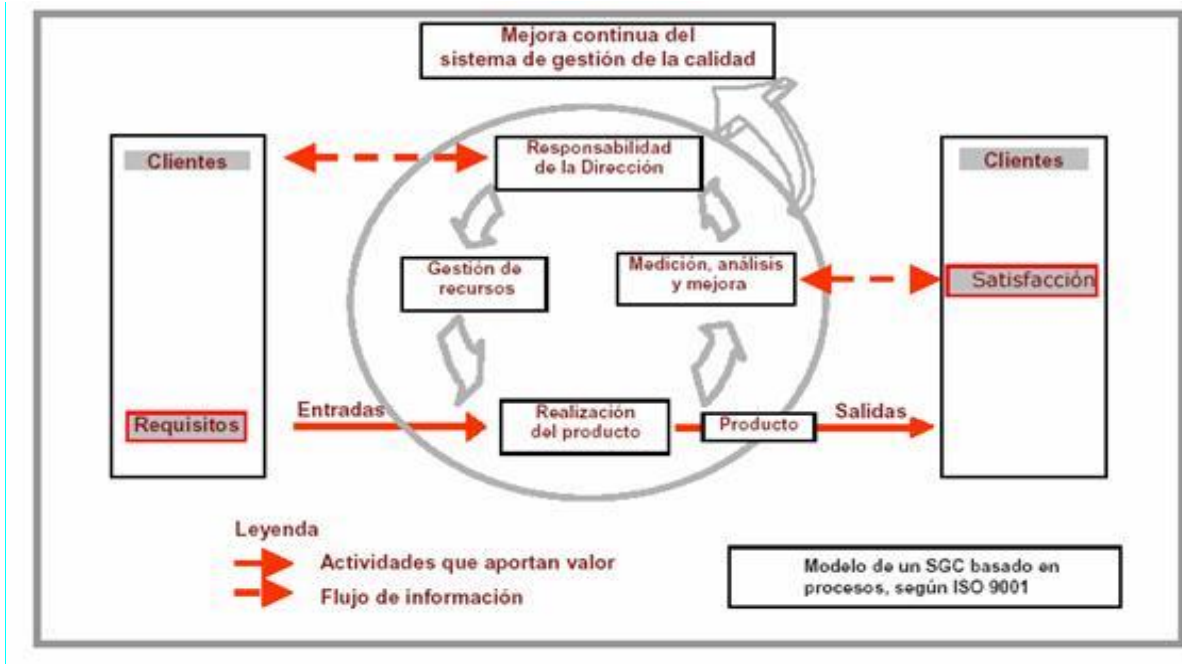 Mejora continua del
sistema de gestión de la calidad
Clientes
Responsabilidad
de la Dirección
Clientes
Gestión de
recursos
Medición, análisis
y mejora
Satisfacción
Requisitos
Entradas
Realización
del producto
Producto
Salidas
Leyenda
Actividades que aportan valor
Flujo de información
Modelo de un SGC basado en
procesos, según ISO 9001